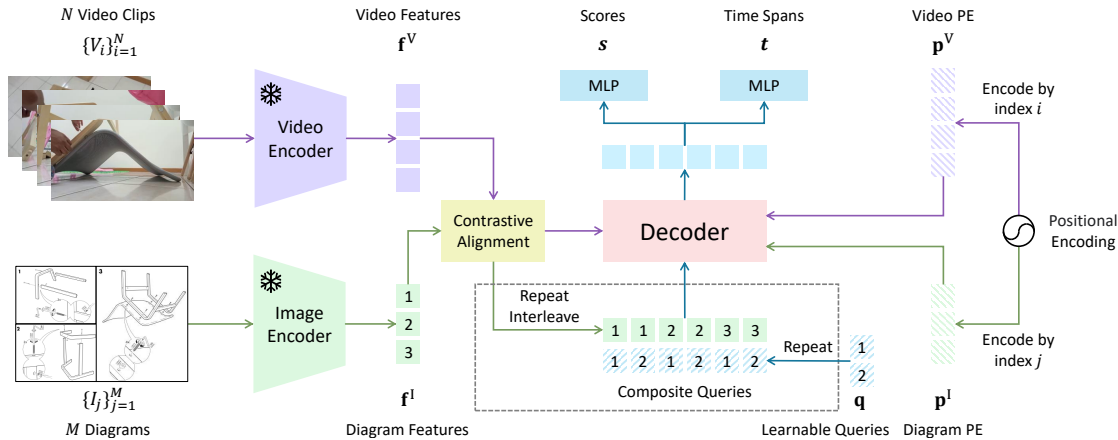 N Video Clips
Video Features
Scores
Time Spans
Video PE
{V_i}_{i=1}^N
f^V
s
t
p^V
MLP
MLP
Encode by
index i
Video
Encoder
Contrastive
Alignment
Decoder
Positional
Encoding
1
2
3
Image
Encoder
1
2
3
Repeat
Interleave
1 1 2 2 3 3
1 2 1 2 1 2
Repeat
1
2
Encode by
index j
Composite Queries
{I_j}_{j=1}^M
f^I
q
p^I
M Diagrams
Diagram Features
Learnable Queries
Diagram PE